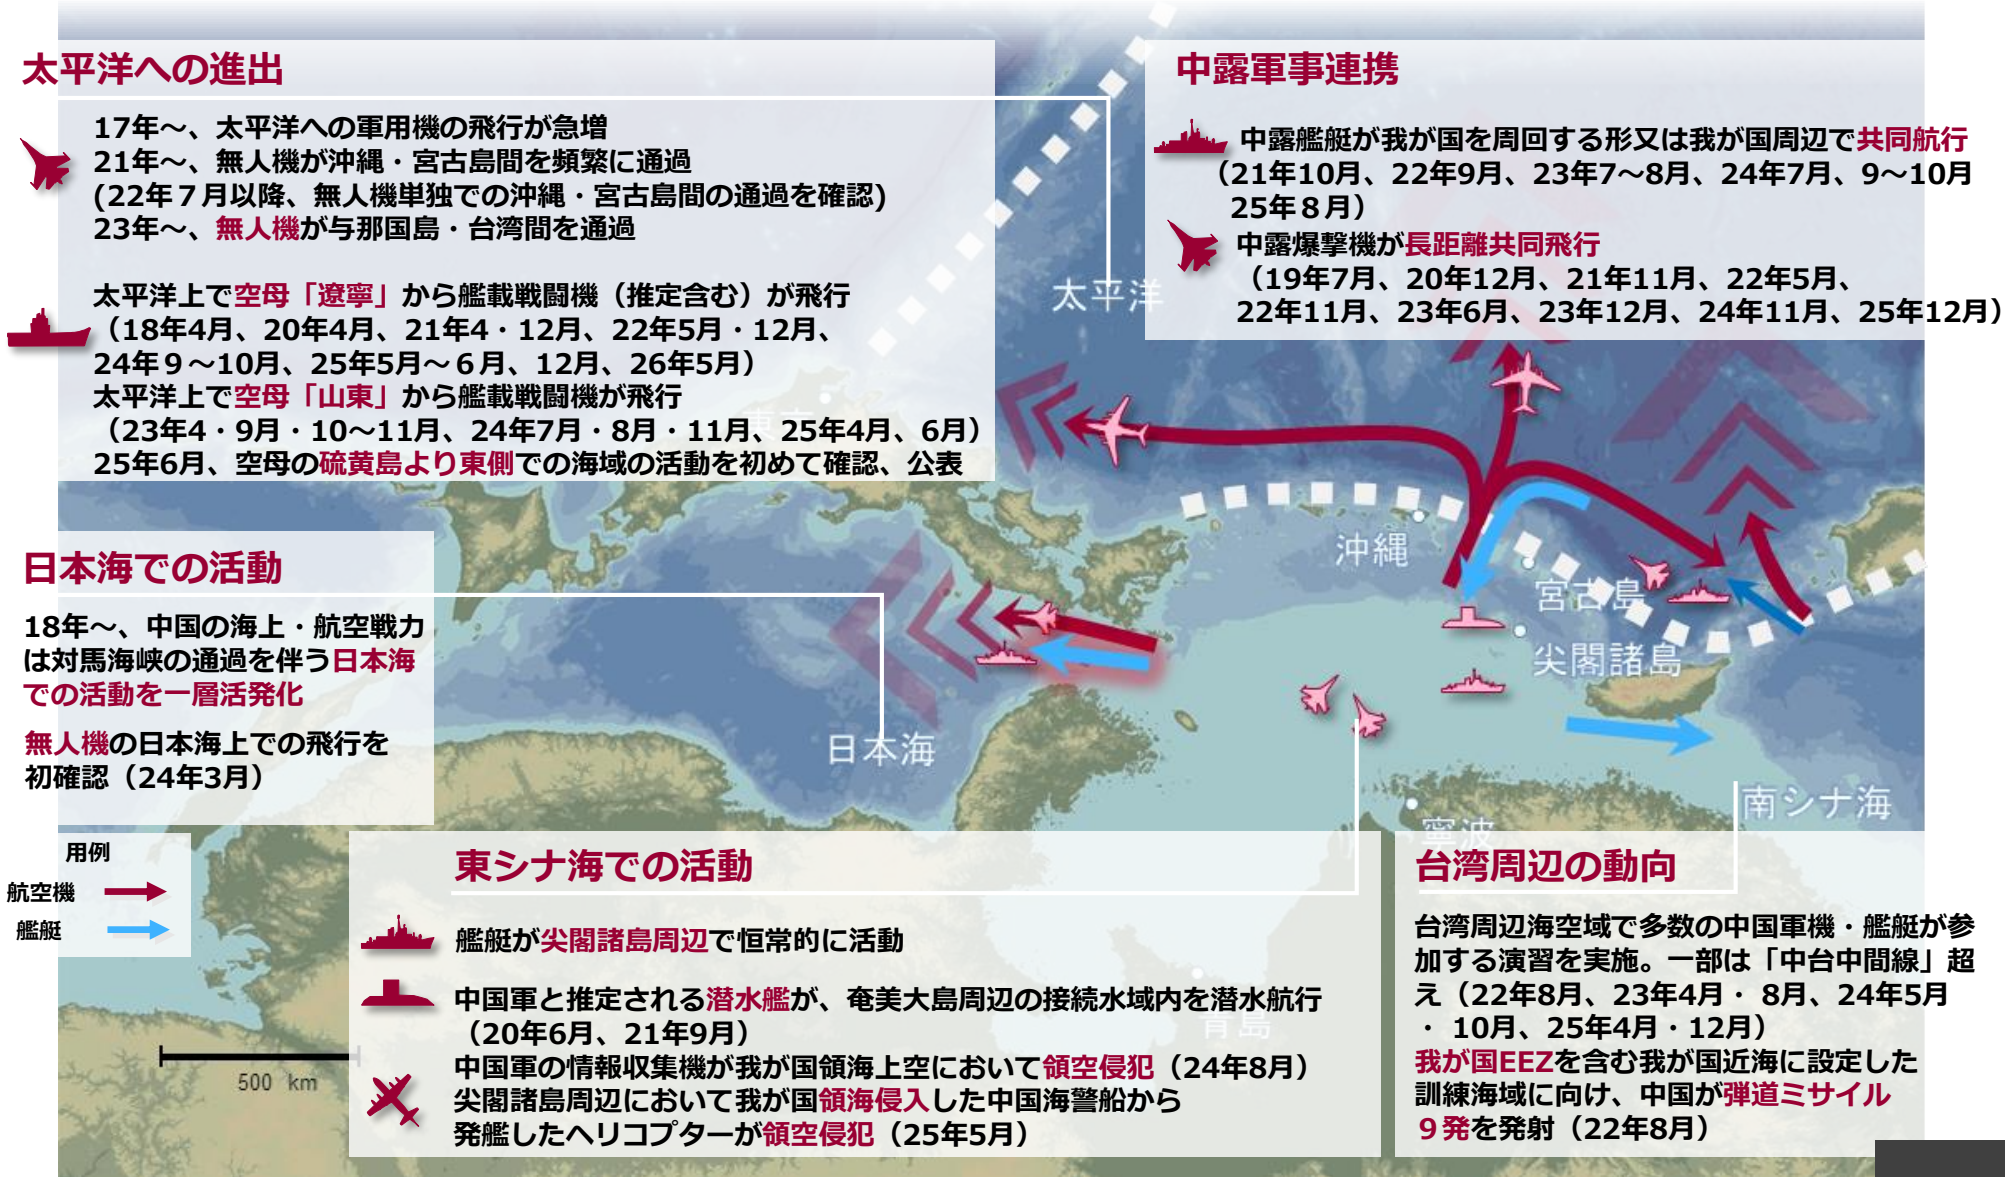 太平洋への進出
17年～、太平洋への軍用機の飛行が急増
21年～、無人機が沖縄・宮古島間を頻繁に通過
(22年７月以降、無人機単独での沖縄・宮古島間の通過を確認)
23年～、無人機が与那国島・台湾間を通過
太平洋上で空母「遼寧」から艦載戦闘機（推定含む）が飛行
（18年4月、20年4月、21年4・12月、22年5月・12月、
24年９～10月、25年5月～６月、12月、26年5月）
太平洋上で空母「山東」から艦載戦闘機が飛行
（23年4・9月・10～11月、24年7月・8月・11月、25年4月、6月）
25年6月、空母の硫黄島より東側での海域の活動を初めて確認、公表
中露軍事連携
中露艦艇が我が国を周回する形又は我が国周辺で共同航行
（21年10月、22年9月、23年7～8月、24年7月、9～10月
25年８月）
中露爆撃機が長距離共同飛行
（19年7月、20年12月、21年11月、22年5月、
22年11月、23年6月、23年12月、24年11月、25年12月）
太平洋
東京
沖縄
宮古島
尖閣諸島
日本海
南シナ海
寧波
青島
日本海での活動
18年～、中国の海上・航空戦力
は対馬海峡の通過を伴う日本海
での活動を一層活発化
無人機の日本海上での飛行を
初確認（24年3月）
用例
航空機
艦艇
500 km
東シナ海での活動
艦艇が尖閣諸島周辺で恒常的に活動
中国軍と推定される潜水艦が、奄美大島周辺の接続水域内を潜水航行
（20年6月、21年9月）
中国軍の情報収集機が我が国領海上空において領空侵犯（24年8月）
尖閣諸島周辺において我が国領海侵入した中国海警船から
発艦したヘリコプターが領空侵犯（25年5月）
台湾周辺の動向
台湾周辺海空域で多数の中国軍機・艦艇が参
加する演習を実施。一部は「中台中間線」超
え（22年8月、23年4月・ 8月、24年5月
・ 10月、25年4月・12月）
我が国EEZを含む我が国近海に設定した
訓練海域に向け、中国が弾道ミサイル
９発を発射（22年8月）